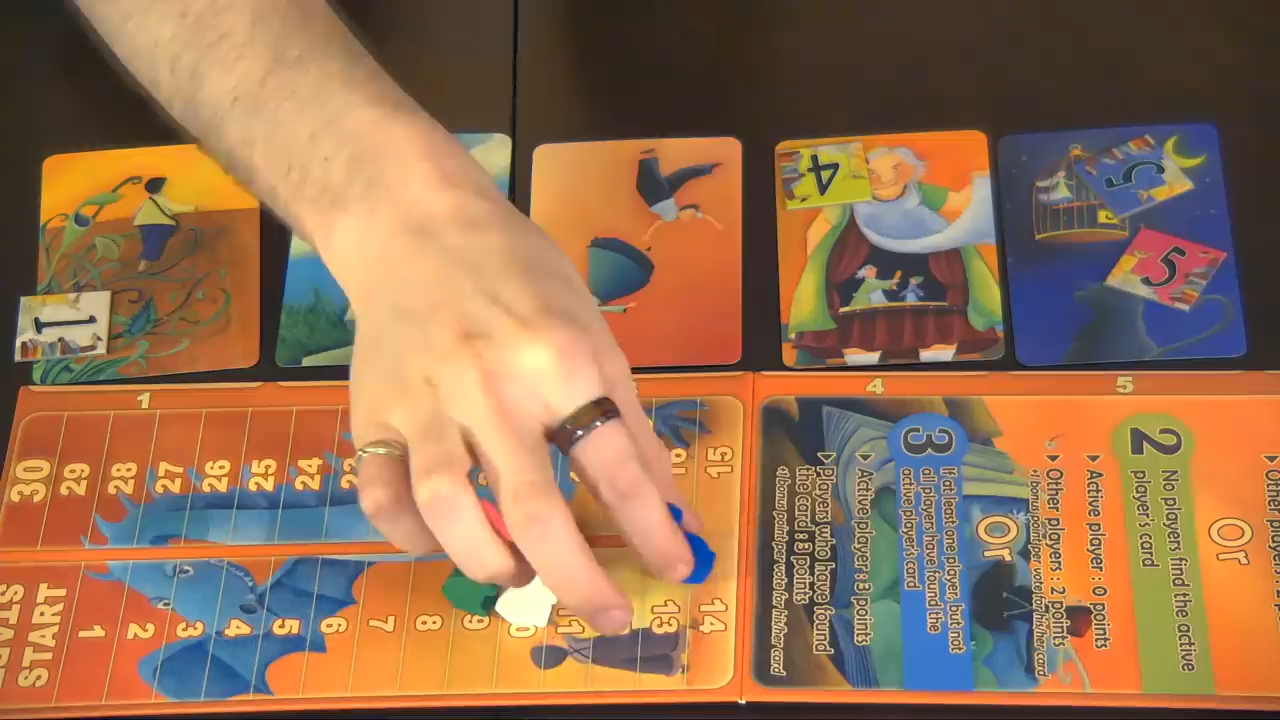 4
5
5
1
1
4
5
30
29
28
27
26
25
24
15
START
1
2
3
4
5
6
7
8
9
11
13
14
3
If at least one player, but not
all players have found the
active player's card
▶ Active player : 3 points
▶ Player who have found
the card : 3 points
+1 bonus point per vote for his/her card
Or
2
No players find the
active
player's card
▶ Active player : 0 points
▶ Other players : 2 points
+1 bonus point per vote for his/her card
Or